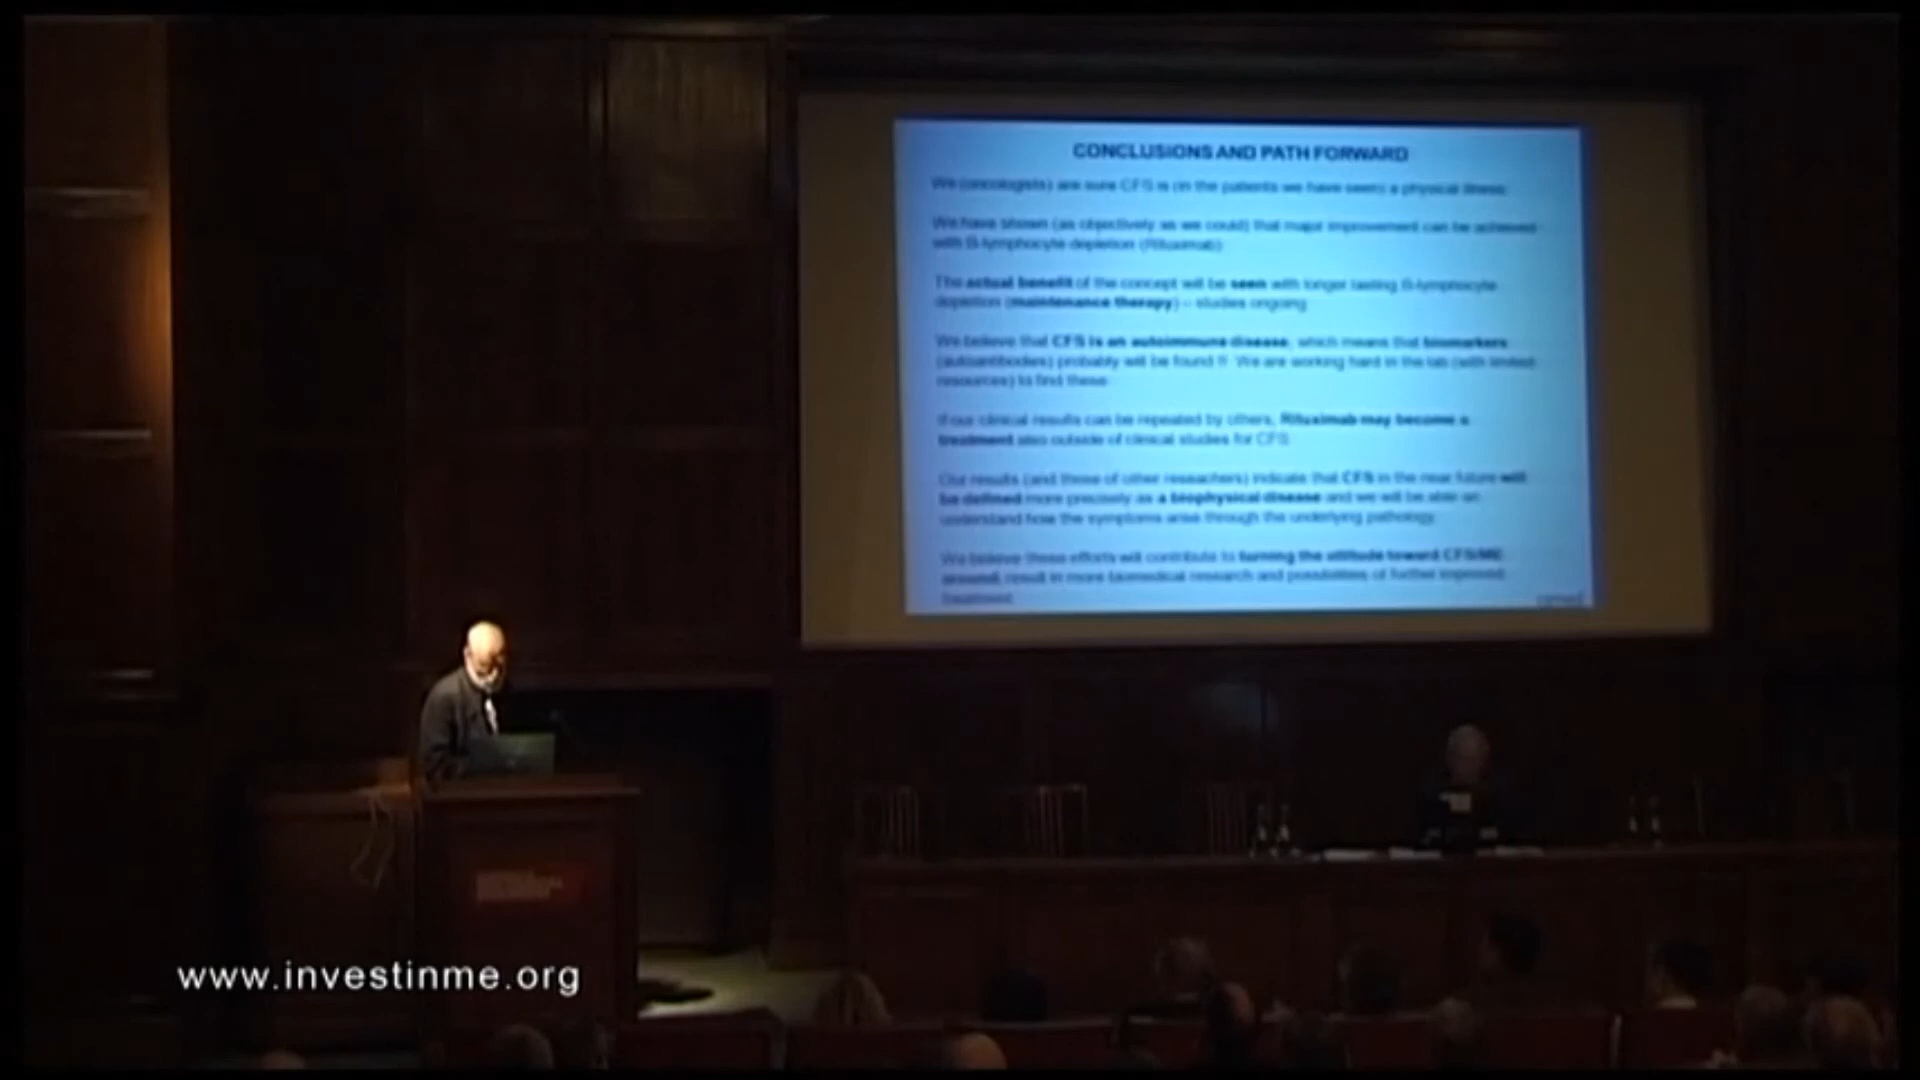 CONCLUSIONS AND PATH FORWARD
We (oncologists) are sure CFS is (in the patients we have seen) a physical illness.
We have shown (as objectively as we could) that major improvement can be achieved
with B-lymphocyte depletion (Rituximab)
The actual benefit of the concept will be seen with longer lasting B-lymphocyte
depletion (maintenance therapy) – studies ongoing
We believe that CFS is an autoimmune disease, which means that biomarkers
(autoantibodies) probably will be found !! We are working hard in the lab (with limited
resources) to find these
If our clinical results can be repeated by others, Rituximab may become a
treatment also outside of clinical studies for CFS
Our results (and those of other reseachers) indicate that CFS in the near future will
be defined more precisely as a biophysical disease and we will be able
understand how the symptoms arise through the underlying pathology.
We believe these efforts will contribute to turning the attitude toward CFS/ME
around, result in more biomedical research and possibilities of further improved
treatment
www.investinme.org